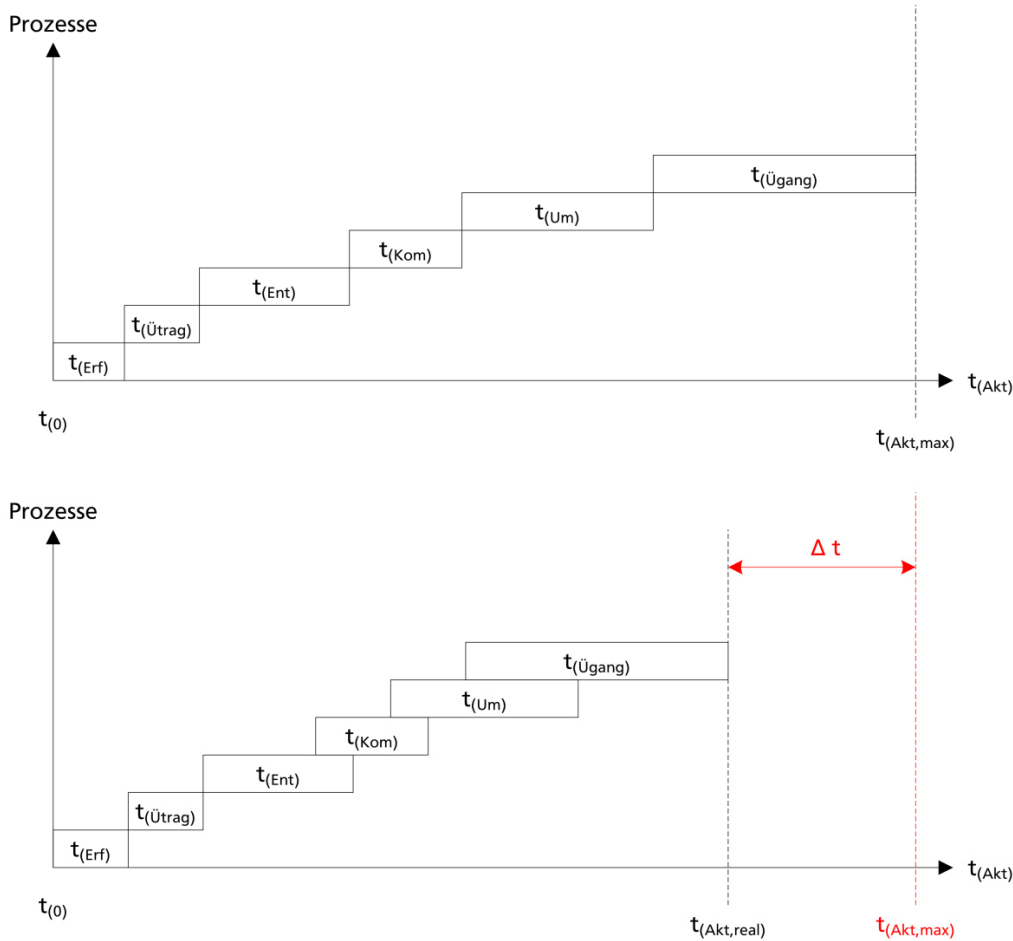 Prozesse
t(Ügang)
t(Um)
t(Kom)
t(Ent)
t(Ütrag)
t(Erf)
t(Akt)
t(0)
t(Akt,max)
Prozesse
Δ t
t(Ügang)
t(Um)
t(Kom)
t(Ent)
t(Ütrag)
t(Erf)
t(Akt)
t(0)
t(Akt,real)
t(Akt,max)